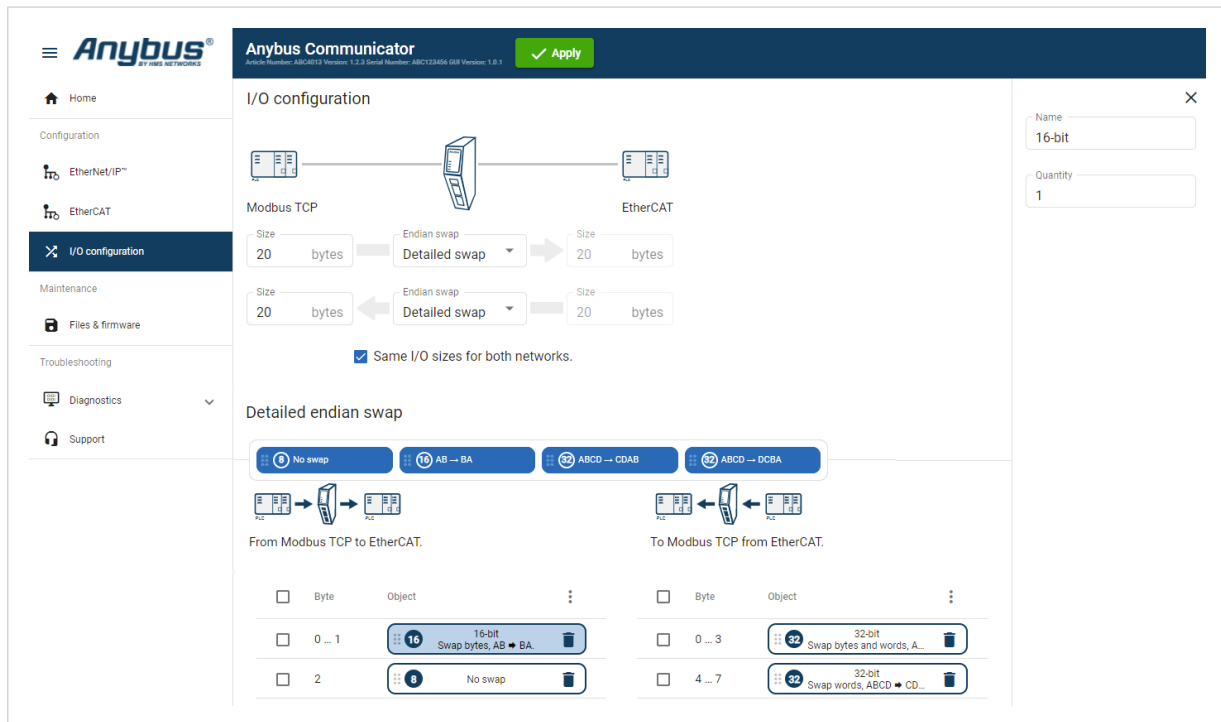 Anybus®
BY HMS NETWORKS
Anybus Communicator
Article Number: ABC4013 Version: 1.2.3 Serial Number: ABC123456 GUI Version: 1.0.1
Apply
Home
Configuration
EtherNet/IP™
EtherCAT
I/O configuration
Maintenance
Files & firmware
Troubleshooting
Diagnostics
Support
I/O configuration
PLC
PLC
Modbus TCP
EtherCAT
Size
20 bytes
Endian swap
Detailed swap
Size
20 bytes
Size
20 bytes
Endian swap
Detailed swap
Size
20 bytes
Same I/O sizes for both networks.
Detailed endian swap
8 No swap
16 AB → BA
32 ABCD → CDAB
32 ABCD → DCBA
PLC
PLC
From Modbus TCP to EtherCAT.
PLC
PLC
To Modbus TCP from EtherCAT.
Byte Object
0 ... 1
16
16-bit
Swap bytes, AB ➡ BA.
2
8
No swap
Byte Object
0 ... 3
32
32-bit
Swap bytes and words, A...
4 ... 7
32
32-bit
Swap words, ABCD ➡ CD...
Name
16-bit
Quantity
1